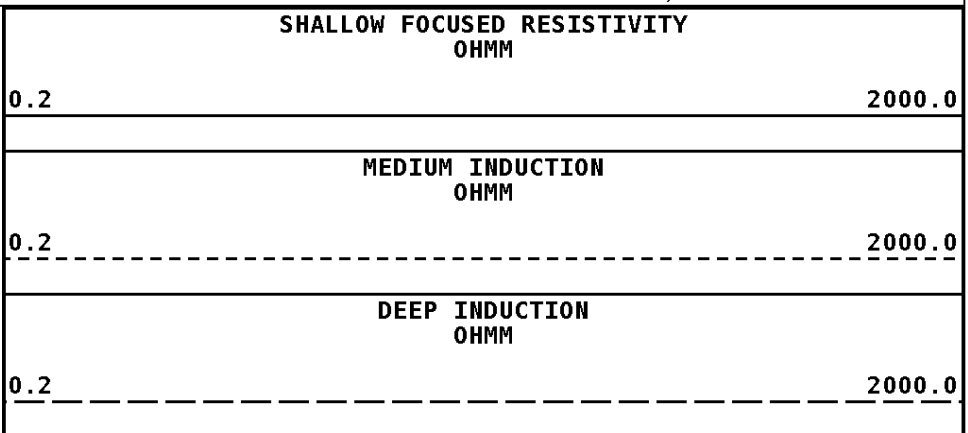 SHALLOW FOCUSED RESISTIVITY
OHMM
0.2 2000.0
MEDIUM INDUCTION
OHMM
0.2 2000.0
DEEP INDUCTION
OHMM
0.2 2000.0